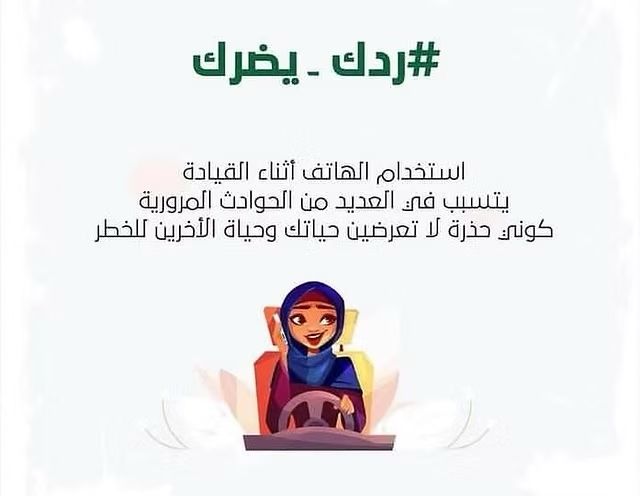 #ردك - يضرك
استخدام الهاتف أثناء القيادة
يتسبب في العديد من الحوادث المرورية
كوني حذرة لا تعرضين حياتك وحياة الأخرين للخطر